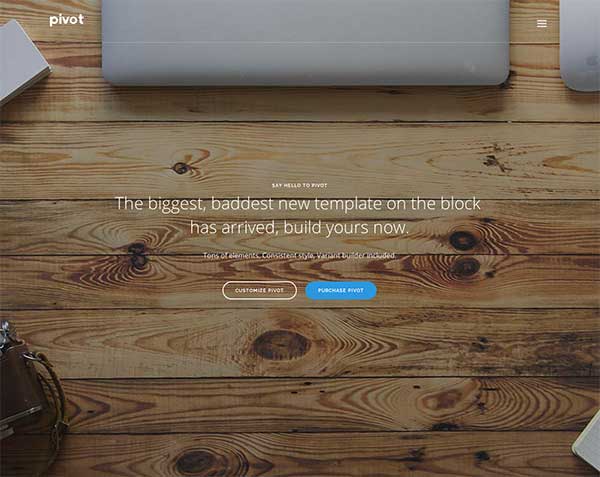 pivot
SAY HELLO TO PIVOT
The biggest, baddest new template on the block
has arrived, build yours now.
Tons of elements. Consistent style. Variant builder included.
CUSTOMIZE PIVOT
PURCHASE PIVOT